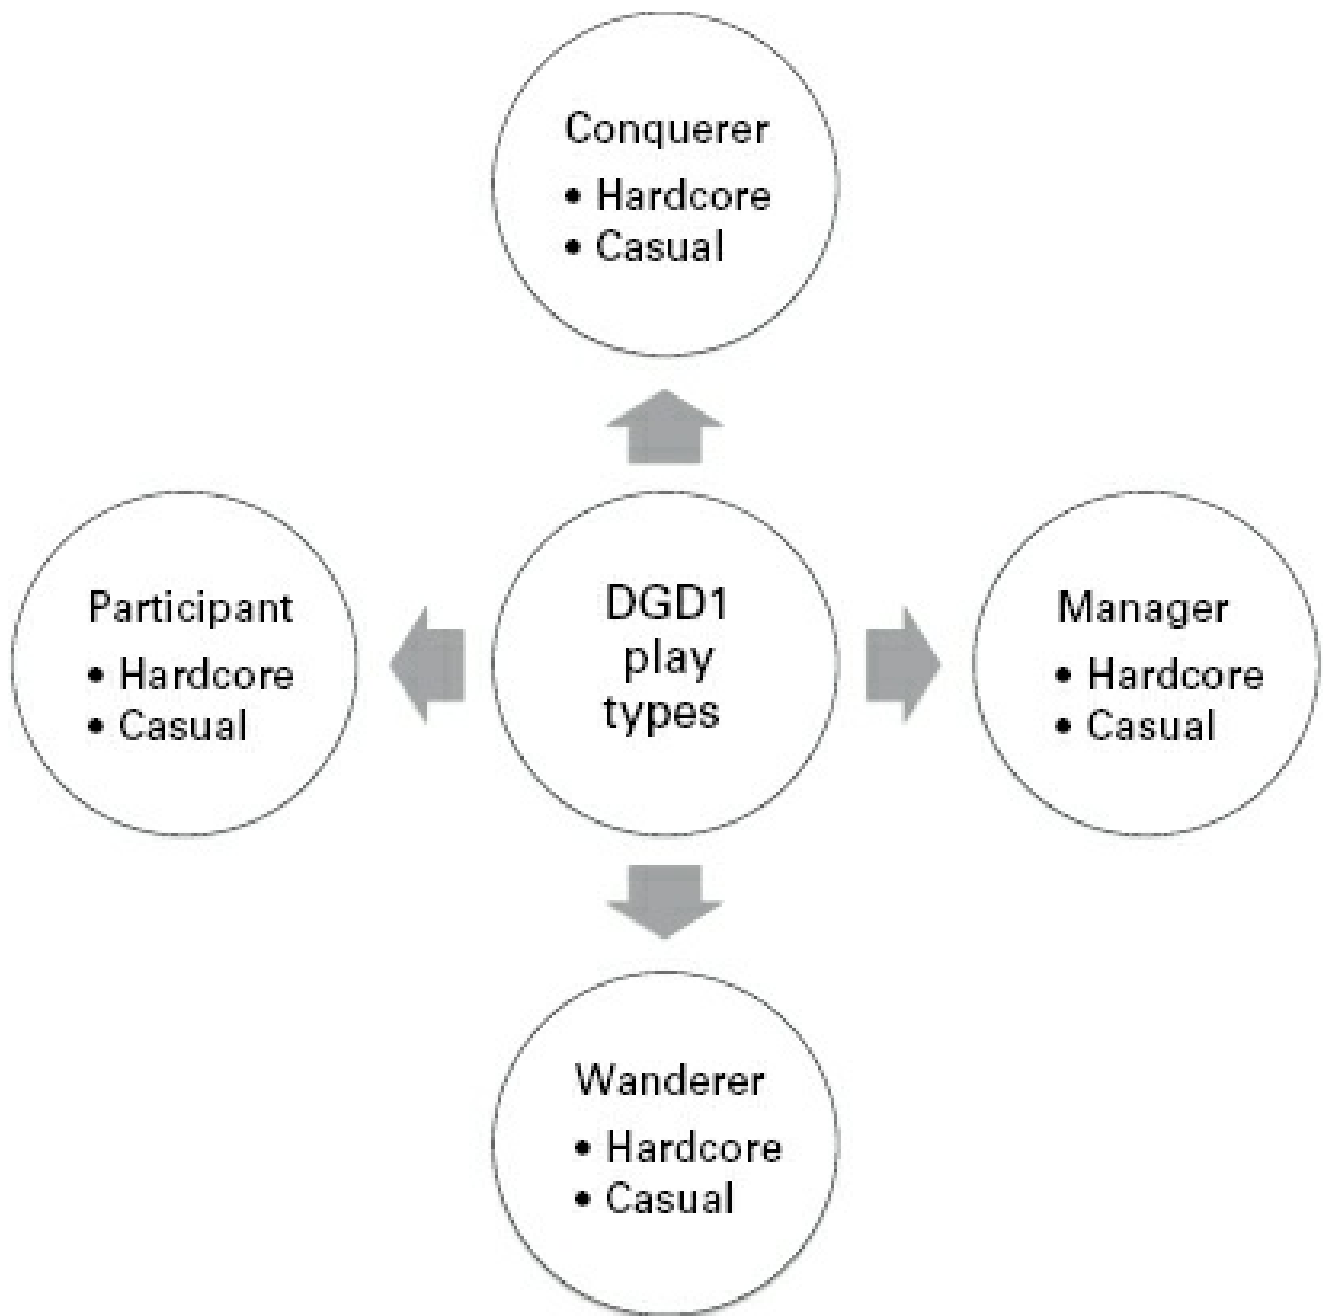 Conquerer
• Hardcore
• Casual
Participant
• Hardcore
• Casual
DGD1
play
types
Manager
• Hardcore
• Casual
Wanderer
• Hardcore
• Casual